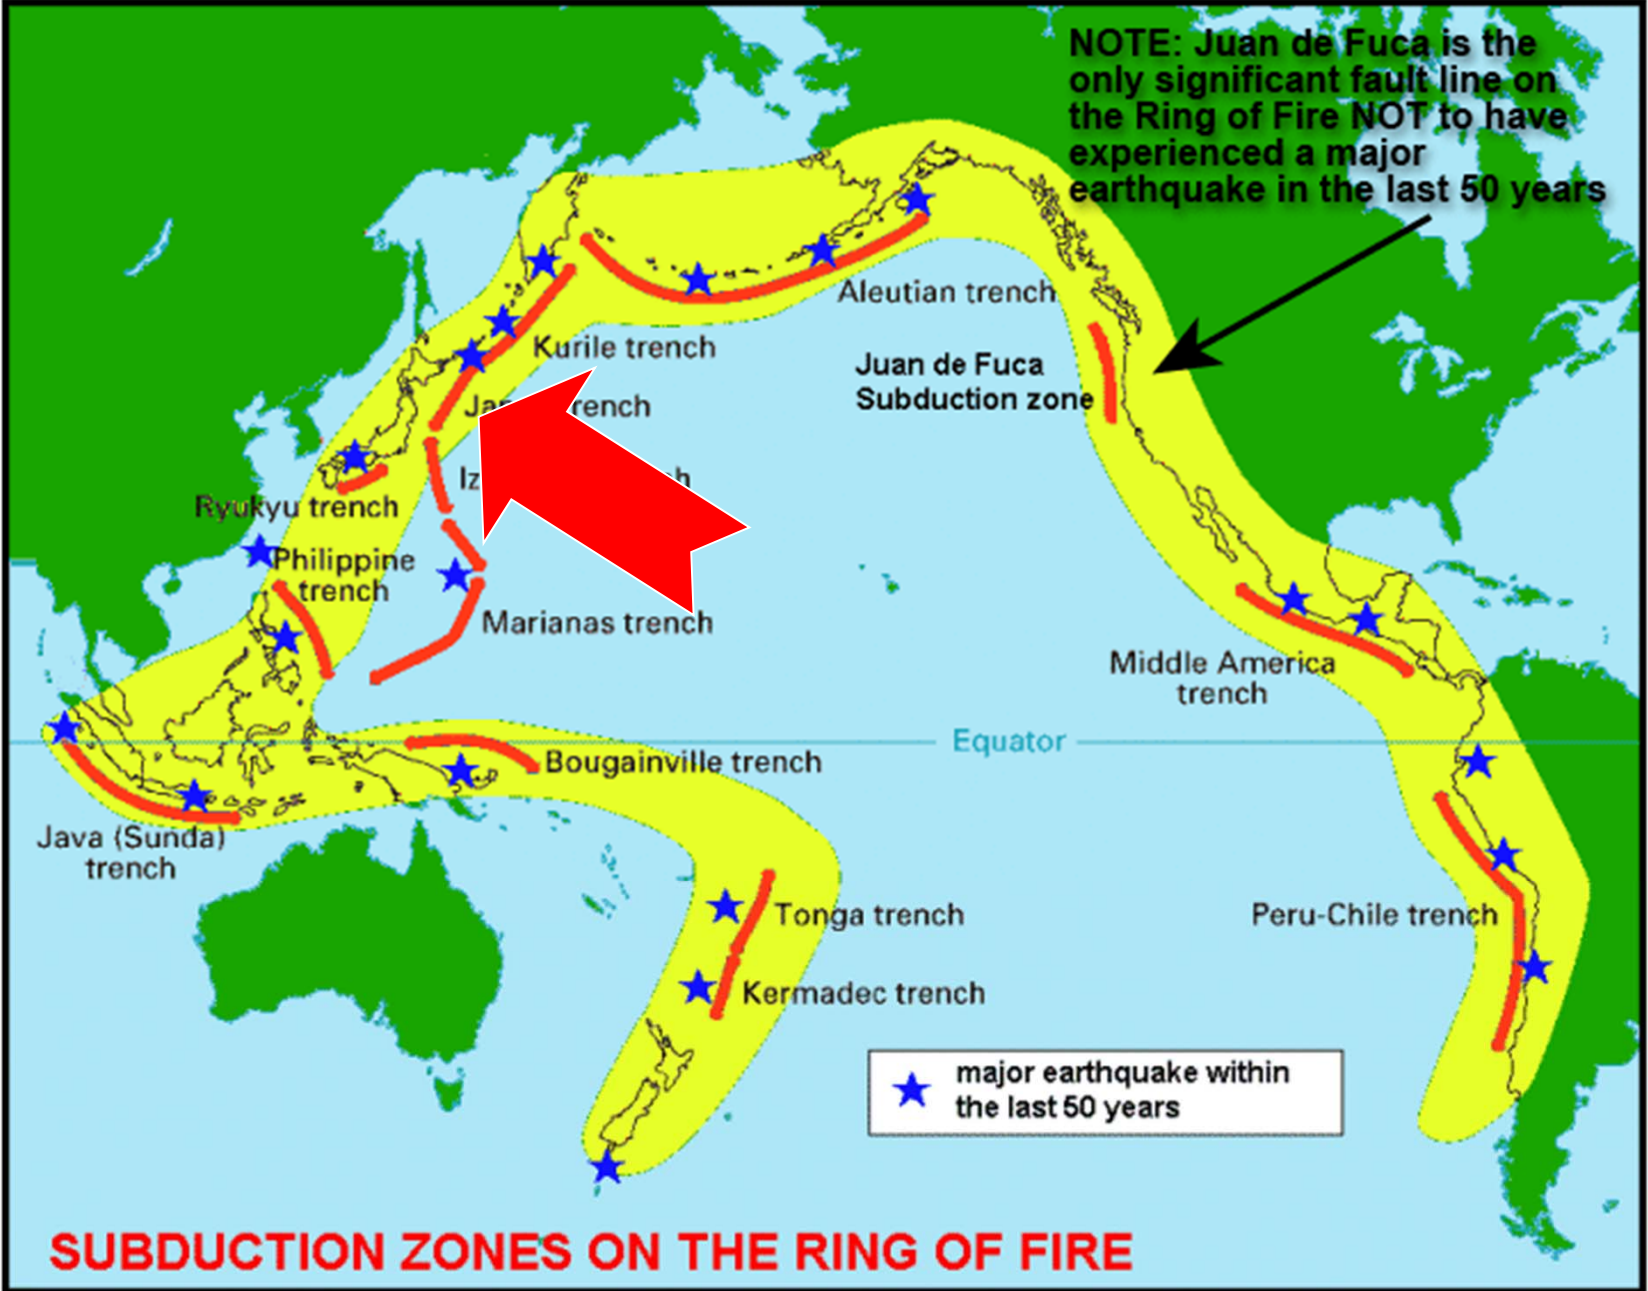 NOTE: Juan de Fuca is the
only significant fault line on
the Ring of Fire NOT to have
experienced a major
earthquake in the last 50 years
Aleutian trench
Kurile trench
Juan de Fuca
Subduction zone
Ryukyu trench
Philippine
trench
Marianas trench
Middle America
trench
Equator
Bougainville trench
Java (Sunda)
trench
Tonga trench
Peru-Chile trench
Kermadec trench
major earthquake within
the last 50 years
SUBDUCTION ZONES ON THE RING OF FIRE